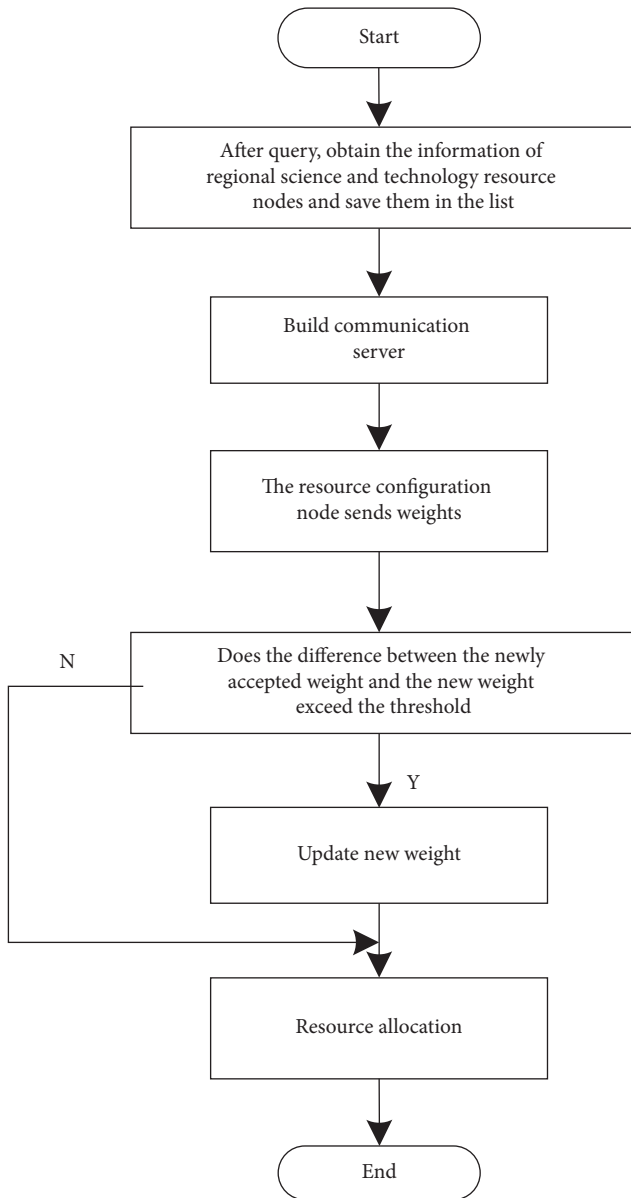 Start
After query, obtain the information of
regional science and technology resource
nodes and save them in the list
Build communication
server
The resource configuration
node sends weights
N
Does the difference between the newly
accepted weight and the new weight
exceed the threshold
Y
Update new weight
Resource allocation
End